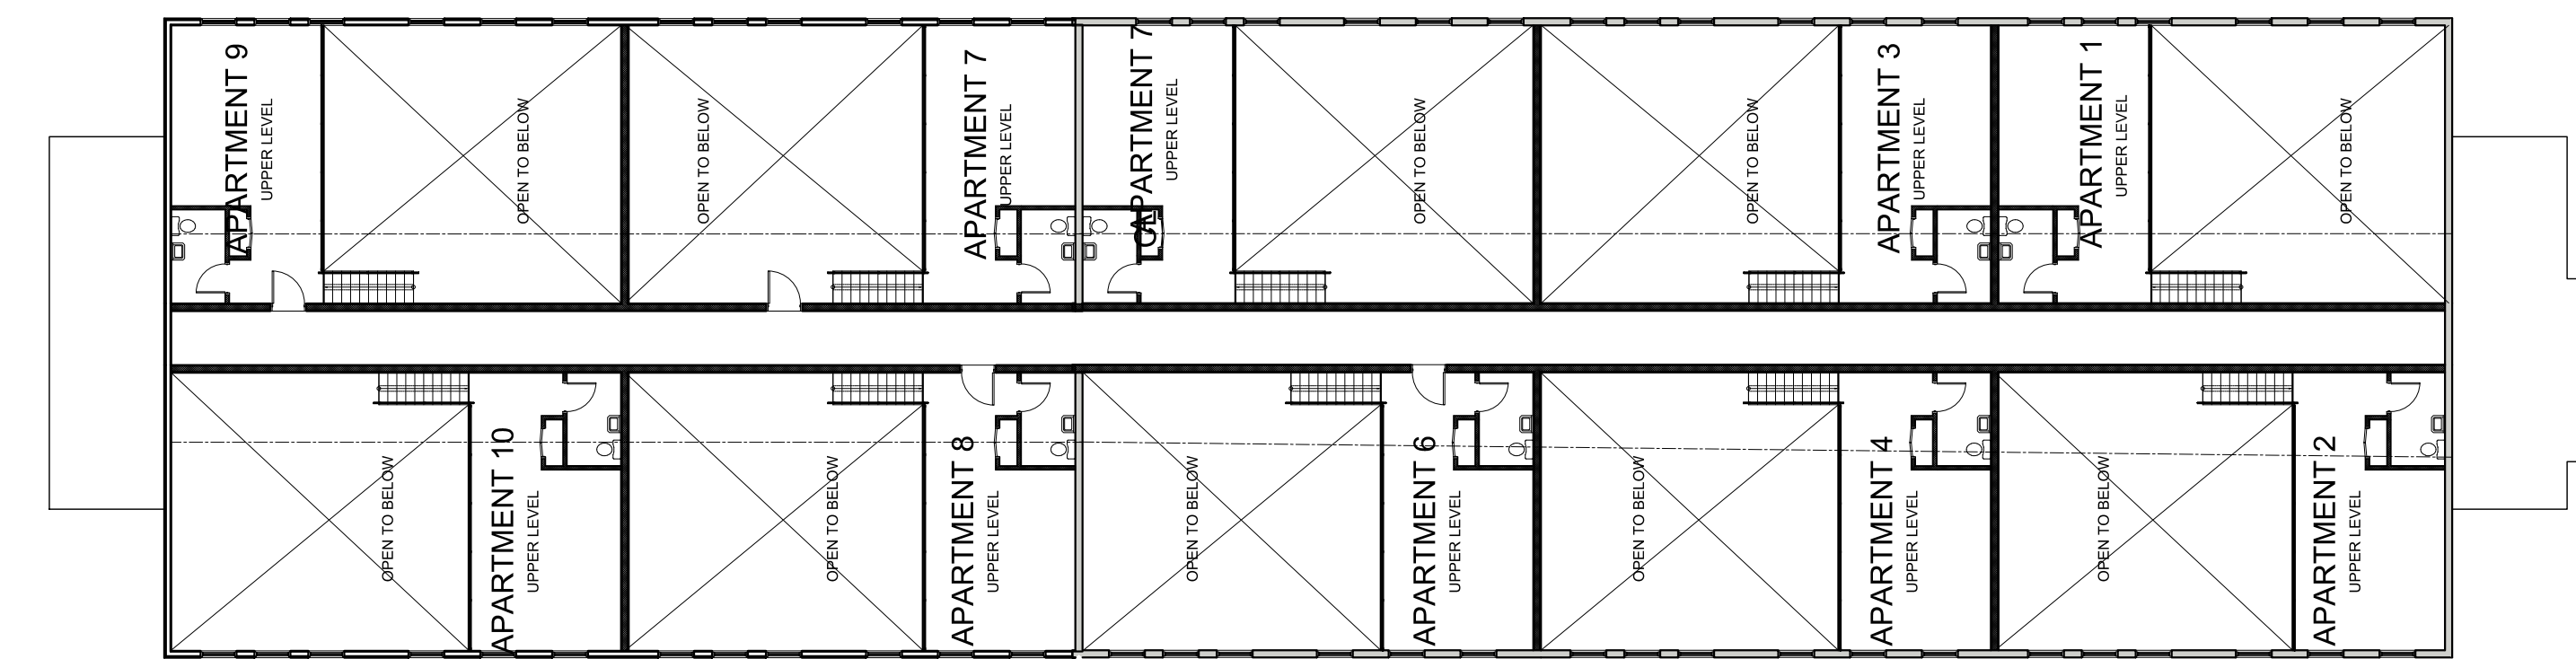 APARTMENT 9
UPPER LEVEL
OPEN TO BELOW
OPEN TO BELOW
APARTMENT 7
UPPER LEVEL
APARTMENT 7
UPPER LEVEL
OPEN TO BELOW
OPEN TO BELOW
APARTMENT 3
UPPER LEVEL
APARTMENT 1
UPPER LEVEL
OPEN TO BELOW
OPEN TO BELOW
APARTMENT 10
UPPER LEVEL
OPEN TO BELOW
APARTMENT 8
UPPER LEVEL
OPEN TO BELOW
APARTMENT 6
UPPER LEVEL
OPEN TO BELOW
APARTMENT 4
UPPER LEVEL
OPEN TO BELOW
APARTMENT 2
UPPER LEVEL